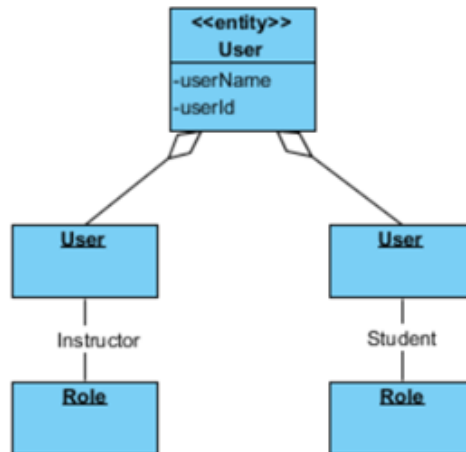 <<entity>>
User
-userName
-userId
User
User
Instructor
Student
Role
Role